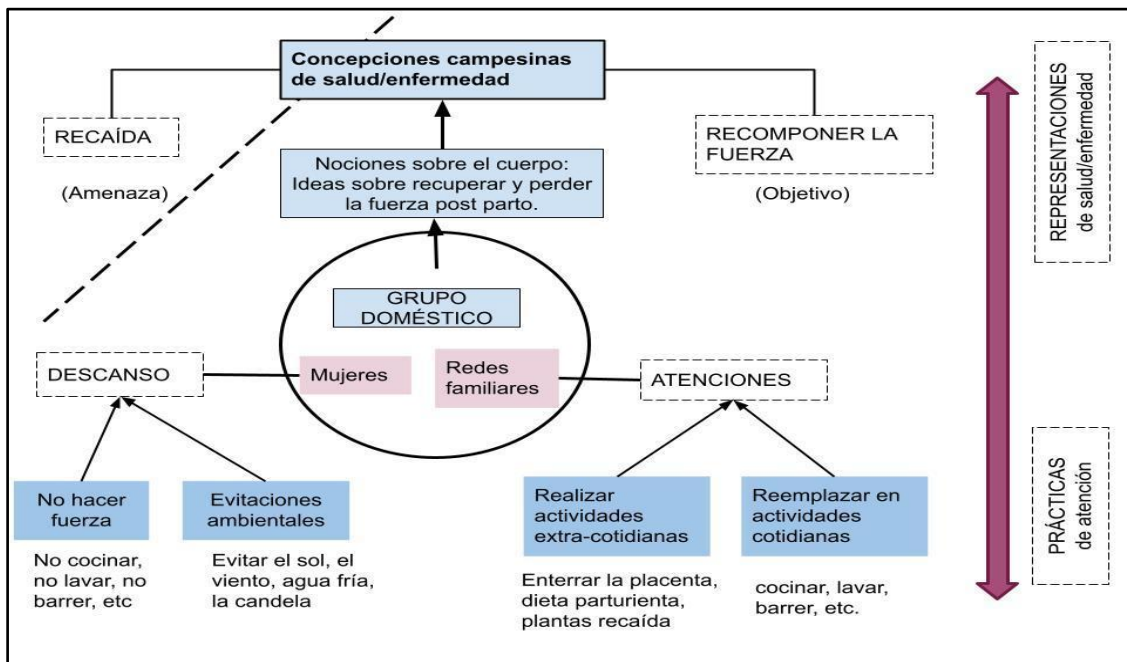 Concepciones campesinas
de salud/enfermedad
RECAÍDA
(Amenaza)
RECOMPONER LA
FUERZA
(Objetivo)
Nociones sobre el cuerpo:
Ideas sobre recuperar y perder
la fuerza post parto.
GRUPO
DOMÉSTICO
Mujeres
Redes
familiares
DESCANSO
ATENCIONES
No hacer
fuerza
No cocinar,
no lavar, no
barrer, etc
Evitaciones
ambientales
Evitar el sol, el
viento, agua fría,
la candela
Realizar
actividades
extra-cotidianas
Enterrar la placenta,
dieta parturienta,
plantas recaída
Reemplazar en
actividades
cotidianas
cocinar, lavar,
barrer, etc.
REPRESENTACIONES
de salud/enfermedad
PRÁCTICAS
de atención